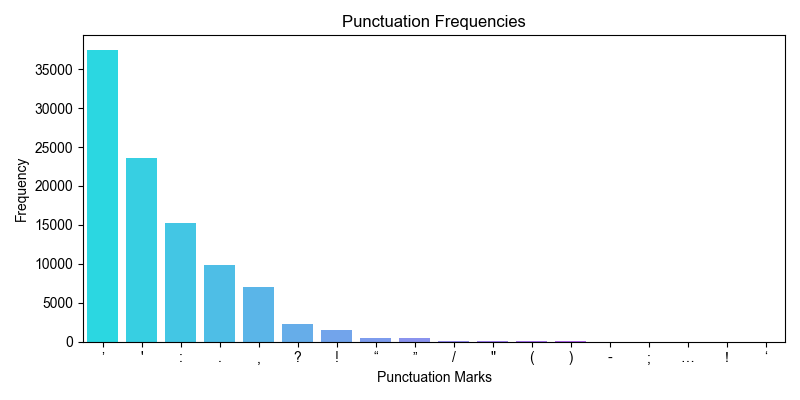 Punctuation Frequencies
Frequency
35000
30000
25000
20000
15000
10000
5000
0
’ ' : . , ? ! “ ” / " ( ) - ; … ! ‘
Punctuation Marks